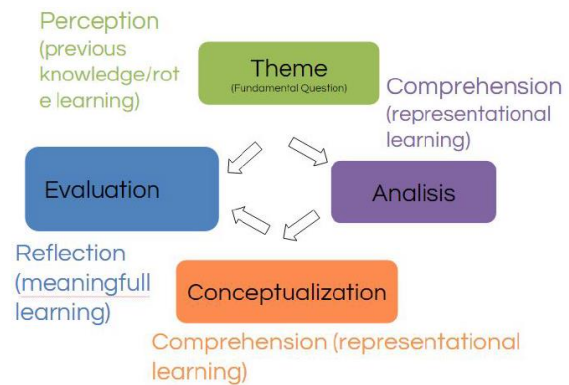 Perception
(previous
knowledge/rot
e learning)
Theme
(Fundamental Question)
Comprehension
(representational
learning)
Evaluation
Analisis
Reflection
(meaningfull
learning)
Conceptualization
Comprehension (representational
learning)